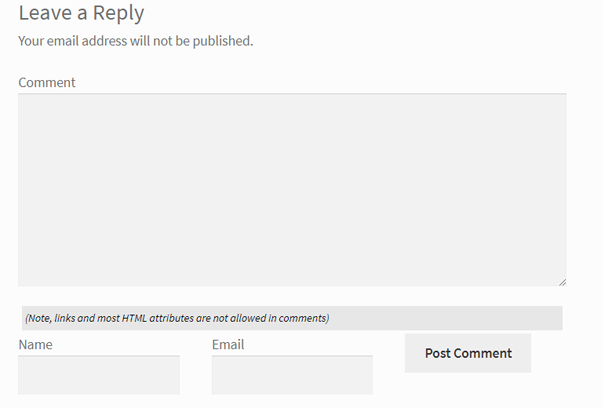 Leave a Reply
Your email address will not be published.
Comment
(Note, links and most HTML attributes are not allowed in comments)
Name
Email
Post Comment